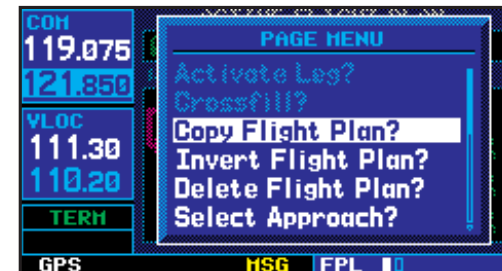 COM
119.075
121.850
VLOC
111.30
110.20
TERM
PAGE MENU
Activate Leg?
Crossfill?
Copy Flight Plan?
Invert Flight Plan?
Delete Flight Plan?
Select Approach?
GPS
MSG
FPL